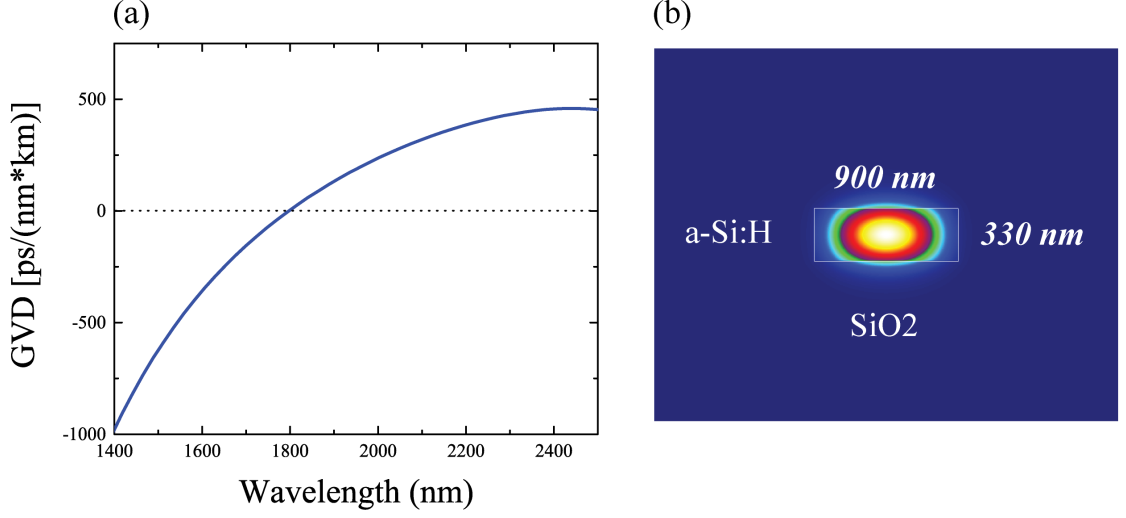 (a)
GVD [ps/(nm*km)]
500
0
-500
-1000
1400
1600
1800
2000
2200
2400
Wavelength (nm)
(b)
900 nm
a-Si:H
330 nm
SiO2